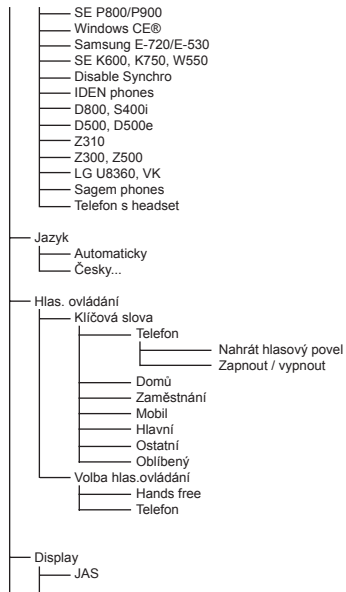 SE P800/P900
Windows CE®
Samsung E-720/E-530
SE K600, K750, W550
Disable Synchro
IDEN phones
D800, S400i
D500, D500e
Z310
Z300, Z500
LG U8360, VK
Sagem phones
Telefon s headset
Jazyk
Automaticky
Česky...
Hlas. ovládání
Klíčová slova
Telefon
Nahrát hlasový povel
Zapnout / vypnout
Domů
Zaměstnání
Mobil
Hlavní
Ostatní
Oblíbený
Volba hlas.ovládání
Hands free
Telefon
Display
JAS